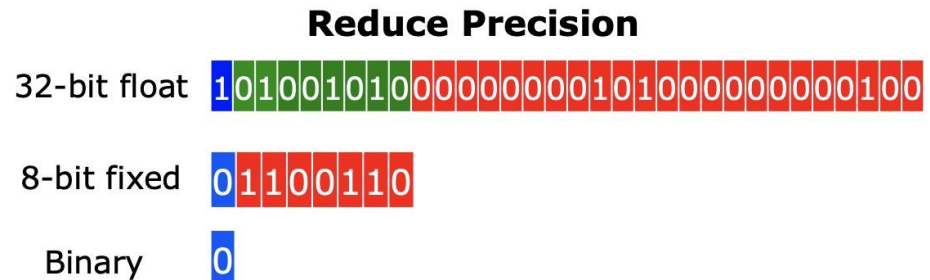 Reduce Precision
32-bit float 10100101000000000101000000000100
8-bit fixed 01100110
Binary 0